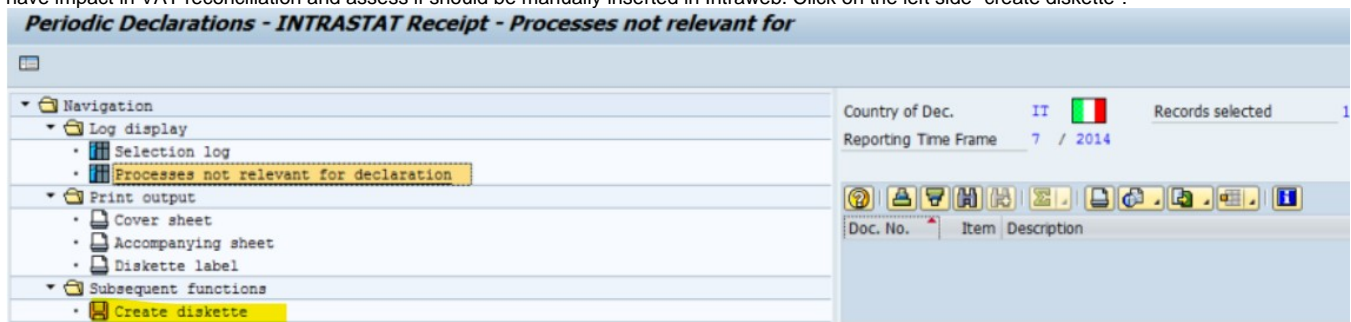 have impact in VAT reconciliation and assess if should be manually inserted in Intraweb. Click on the left side "create diskette".
Periodic Declarations - INTRASTAT Receipt - Processes not relevant for
Navigation
Log display
Selection log
Processes not relevant for declaration
Print output
Cover sheet
Accompanying sheet
Diskette label
Subsequent functions
Create diskette
Country of Dec. IT Records selected 1
Reporting Time Frame 7 / 2014
Doc. No. Item Description